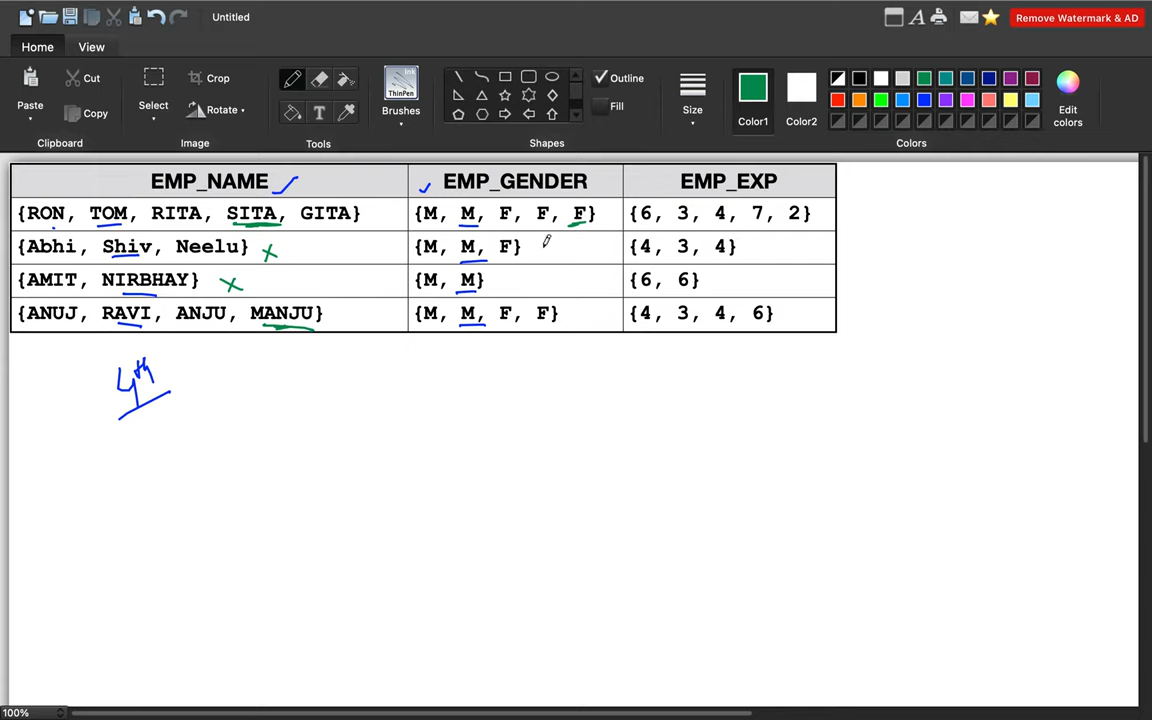 Untitled
Remove Watermark & AD
Home View
Paste Cut Copy Select Crop Rotate Ink ThinPen Brushes Outline Fill Size Color1 Color2 Edit colors
Clipboard Image Tools Shapes Colors
EMP_NAME EMP_GENDER EMP_EXP
{RON, TOM, RITA, SITA, GITA} {M, M, F, F, F} {6, 3, 4, 7, 2}
{Abhi, Shiv, Neelu} {M, M, F} {4, 3, 4}
{AMIT, NIRBHAY} {M, M} {6, 6}
{ANUJ, RAVI, ANJU, MANJU} {M, M, F, F} {4, 3, 4, 6}
4th
100%